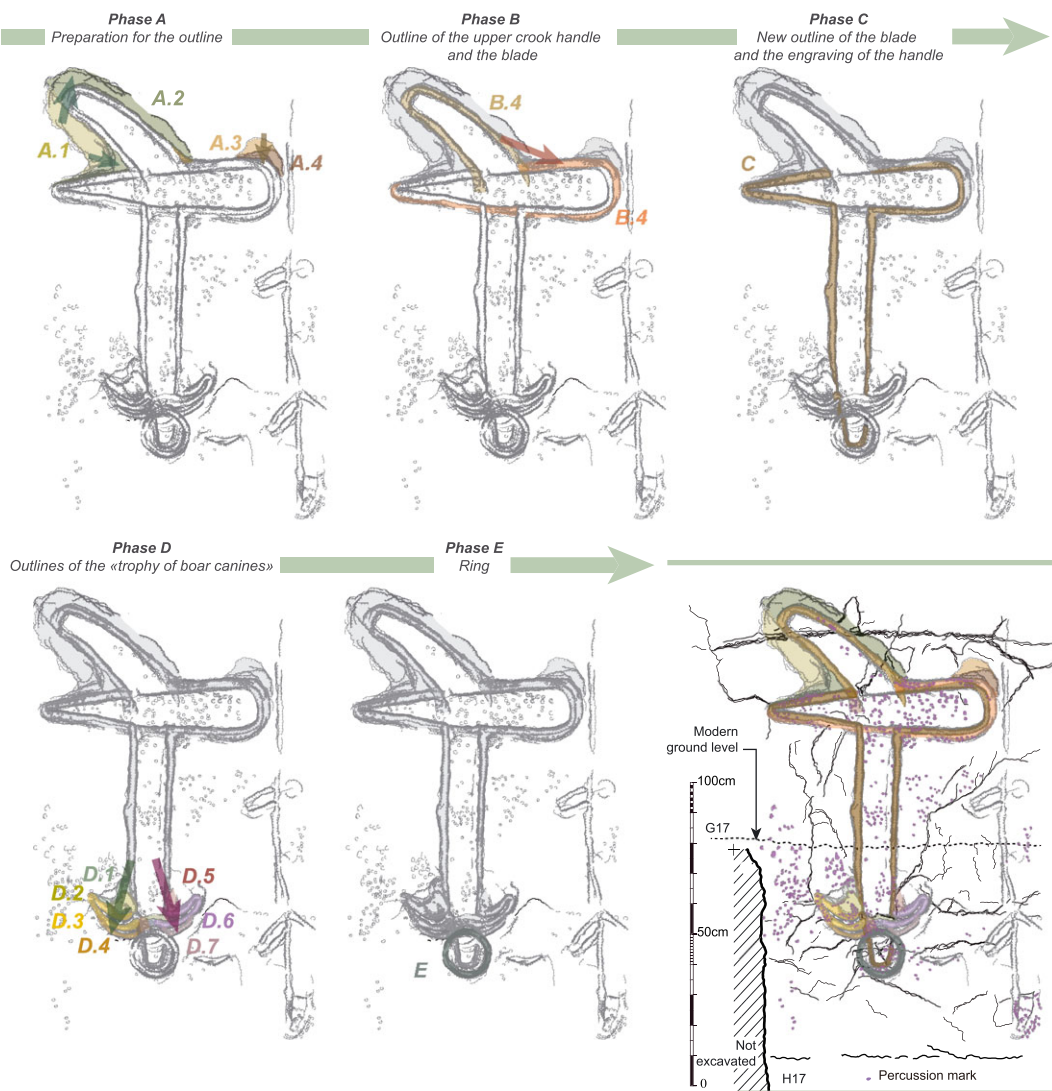 Phase A
Preparation for the outline
Phase B
Outline of the upper crook handle
and the blade
Phase C
New outline of the blade
and the engraving of the handle
A.2
A.1
A.3
A.4
B.4
B.4
C
Phase D
Outlines of the «trophy of boar canines»
Phase E
Ring
D.1
D.2
D.3
D.4
D.5
D.6
D.7
E
Modern
ground level
100cm
G17
50cm
Not
excavated
0
H17
Percussion mark